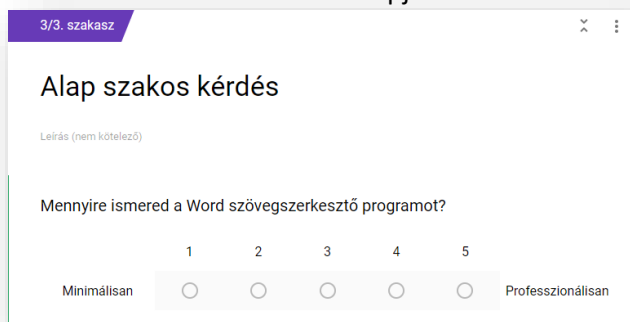 3/3. szakasz
Alap szakos kérdés
Leírás (nem kötelező)
Mennyire ismered a Word szövegszerkesztő programot?
1 2 3 4 5
Minimálisan Professzionálisan